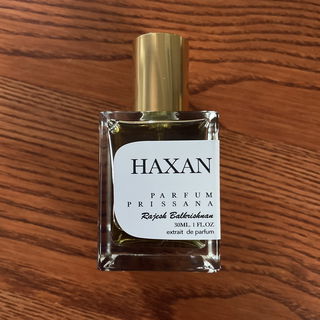 HAXAN
PARFUM
PRISSANA
Rajesh Balkrishnan
30ML. 1 FL.OZ
extrait de parfum